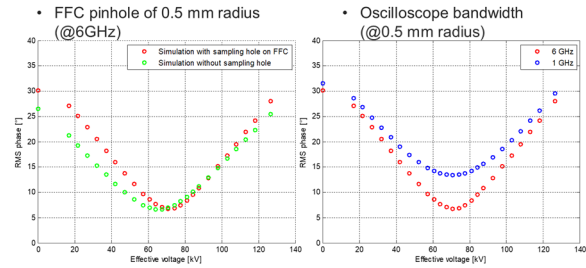 • FFC pinhole of 0.5 mm radius
(@6GHz)
40
35
30
25
20
15
10
5
0
RMS phase [°]
Simulation with sampling hole on FFC
Simulation without sampling hole
0 20 40 60 80 100 120 140
Effective voltage [kV]
• Oscilloscope bandwidth
(@0.5 mm radius)
40
35
30
25
20
15
10
5
0
RMS phase [°]
6 GHz
1 GHz
0 20 40 60 80 100 120 140
Effective voltage [kV]